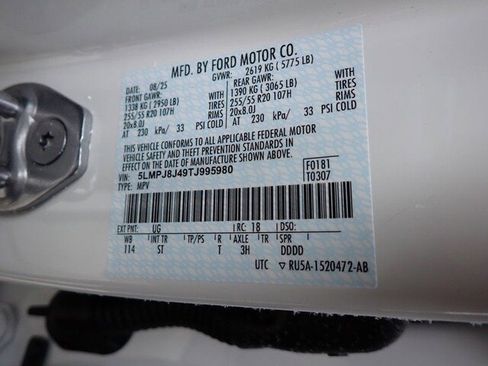 MFD. BY FORD MOTOR CO.
DATE: 08/25 GVWR: 2619 KG ( 5775 LB)
FRONT GAWR: REAR GAWR:
1338 KG ( 2950 LB) 1390 KG ( 3065 LB)
255/55 R20 107H TIRES 255/55 R20 107H TIRES
20x8.0J RIMS 20x8.0J RIMS
AT 230 kPa/ 33 PSI COLD AT 230 kPa/ 33 PSI COLD
THIS VEHICLE CONFORMS TO ALL APPLICABLE FEDERAL MOTOR
VEHICLE SAFETY AND THEFT PREVENTION STANDARDS IN
EFFECT ON THE DATE OF MANUFACTURE SHOWN ABOVE.
VIN: 5LMPJ8J49TJ995980 F0181
TYPE: MPV T0307
EXT PNT: UG RC: 18 DSO:
WB INT TR TP/PS R AXLE TR SPR
114 ST T 3H DDDD
UTC ▽ RU5A-1520472-AB